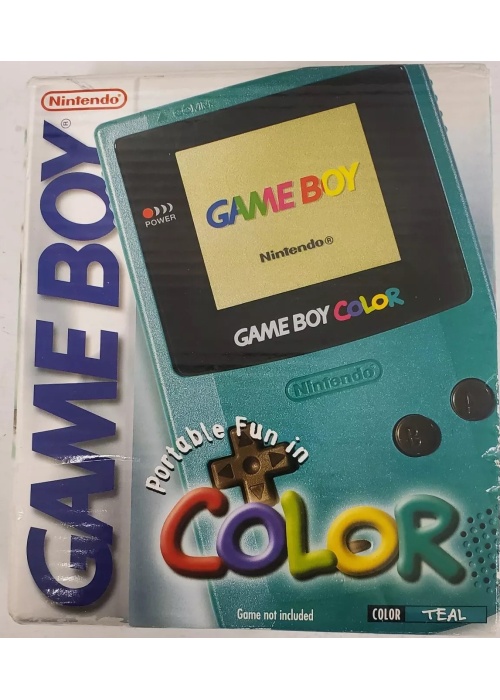 Nintendo®
GAME BOY®
POWER
GAME BOY
Nintendo®
GAME BOY COLOR
Nintendo
B
Portable Fun in
COLOR
Game not included
COLOR TEAL